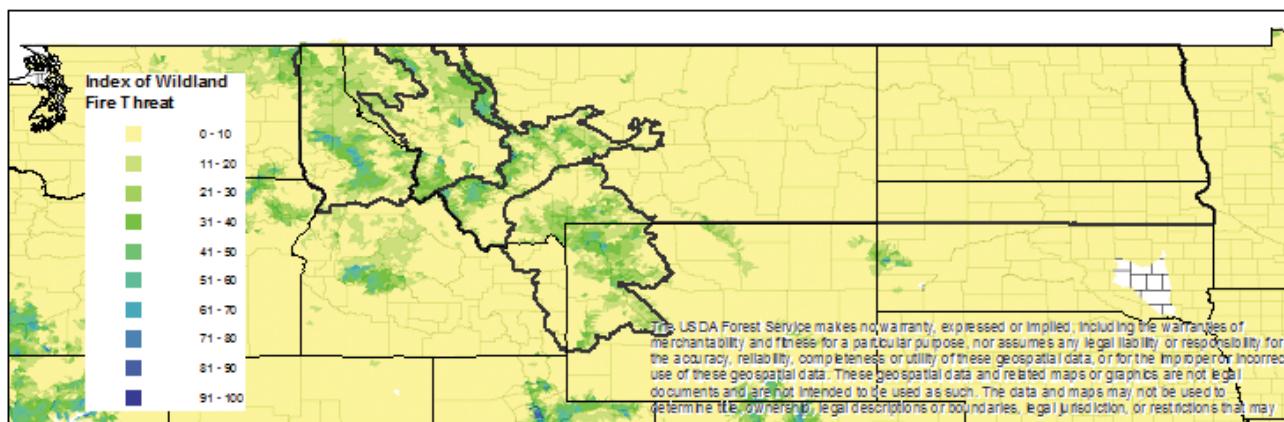 Index of Wildland
Fire Threat
0 - 10
11 - 20
21 - 30
31 - 40
41 - 50
51 - 60
61 - 70
71 - 80
81 - 90
91 - 100
The USDA Forest Service makes no warranty, expressed or implied, including the warranties of
merchantability and fitness for a particular purpose, nor assumes any legal liability or responsibility for
the accuracy, reliability, completeness or utility of these geospatial data, or for the improper or incorrect
use of these geospatial data. These geospatial data and related maps or graphics are not legal
documents and are not intended to be used as such. The data and maps may not be used to
determine title, ownership, legal descriptions or boundaries, legal jurisdiction, or restrictions that may